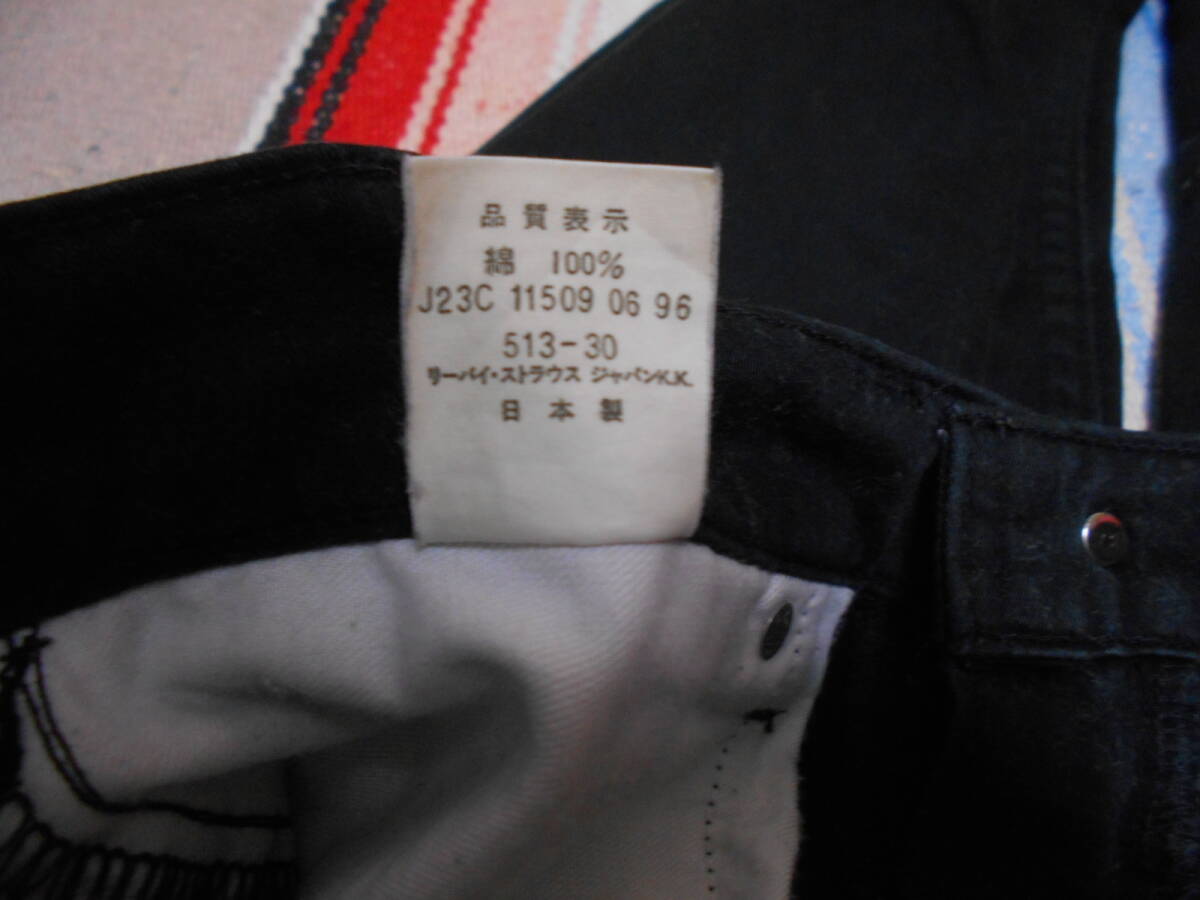 品質表示
綿 100%
J23C 11509 06 96
513-30
リーバイ・ストラウス ジャパンK.K.
日本製